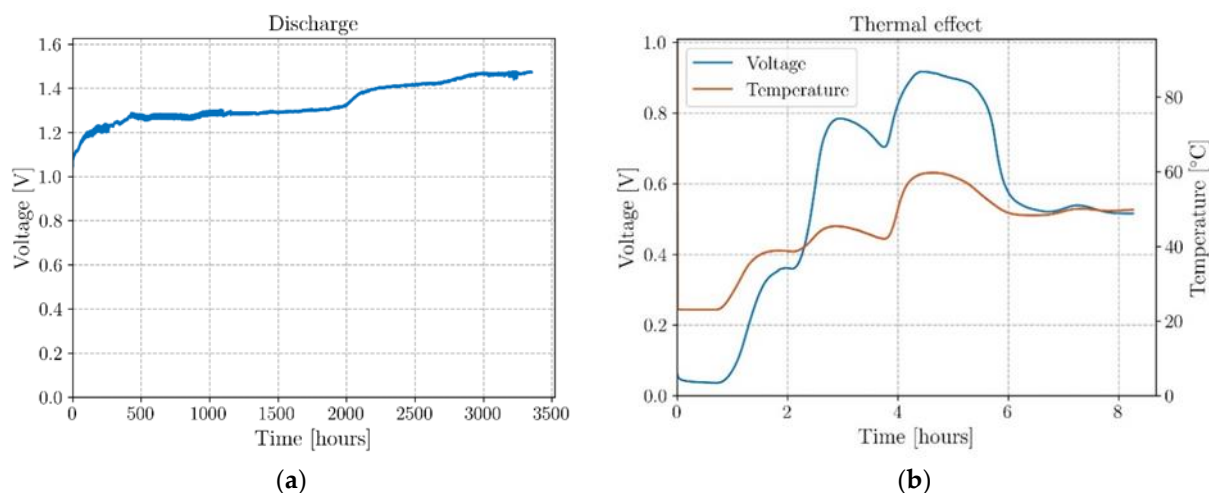 Discharge
1.6
1.4
1.2
1.0
0.8
0.6
0.4
0.2
0.0
Voltage [V]
0 500 1000 1500 2000 2500 3000 3500
Time [hours]
(a)
Thermal effect
Voltage
Temperature
1.0
0.8
0.6
0.4
0.2
0.0
Voltage [V]
80
60
40
20
0
Temperature [°C]
0 2 4 6 8
Time [hours]
(b)